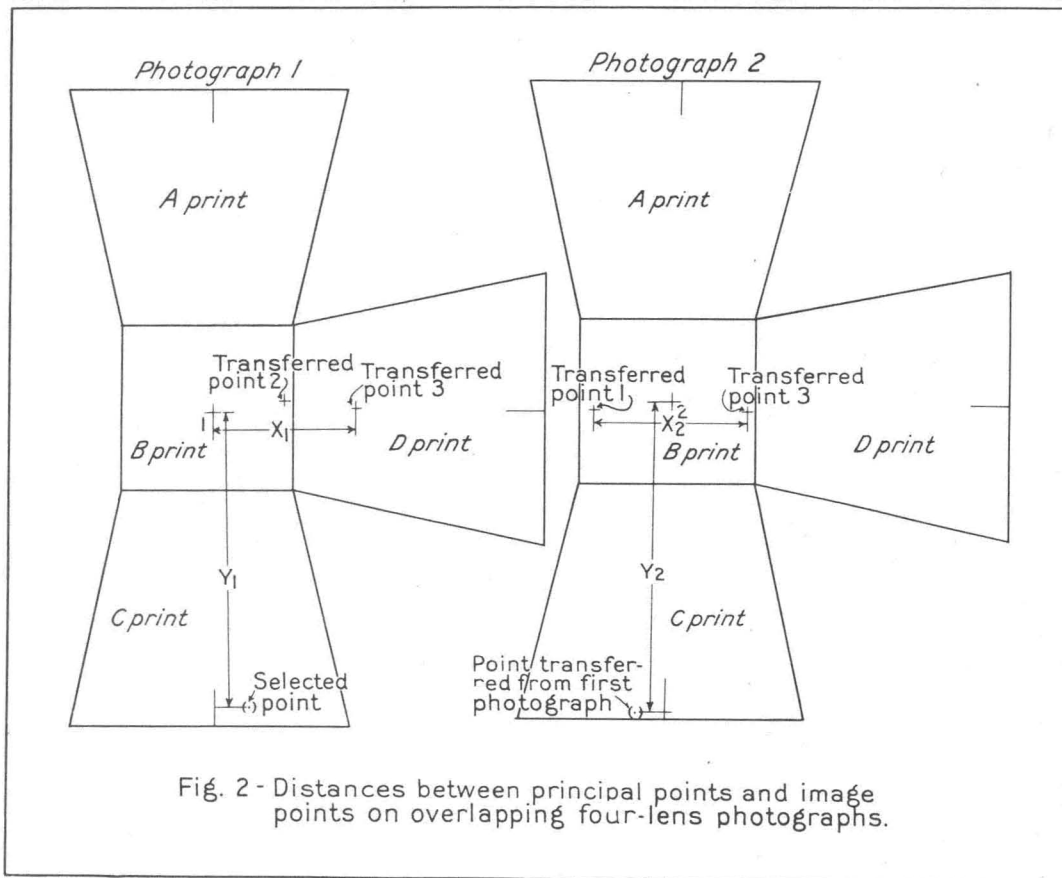 Photograph 1
A print
Transferred
point 2
Transferred
point 3
1
X1
B print
D print
Y1
C print
Selected
point
Photograph 2
A print
Transferred
point 1
2
Transferred
point 3
X2
B print
D print
Y2
C print
Point transfer-
red from first
photograph
Fig. 2 - Distances between principal points and image
points on overlapping four-lens photographs.